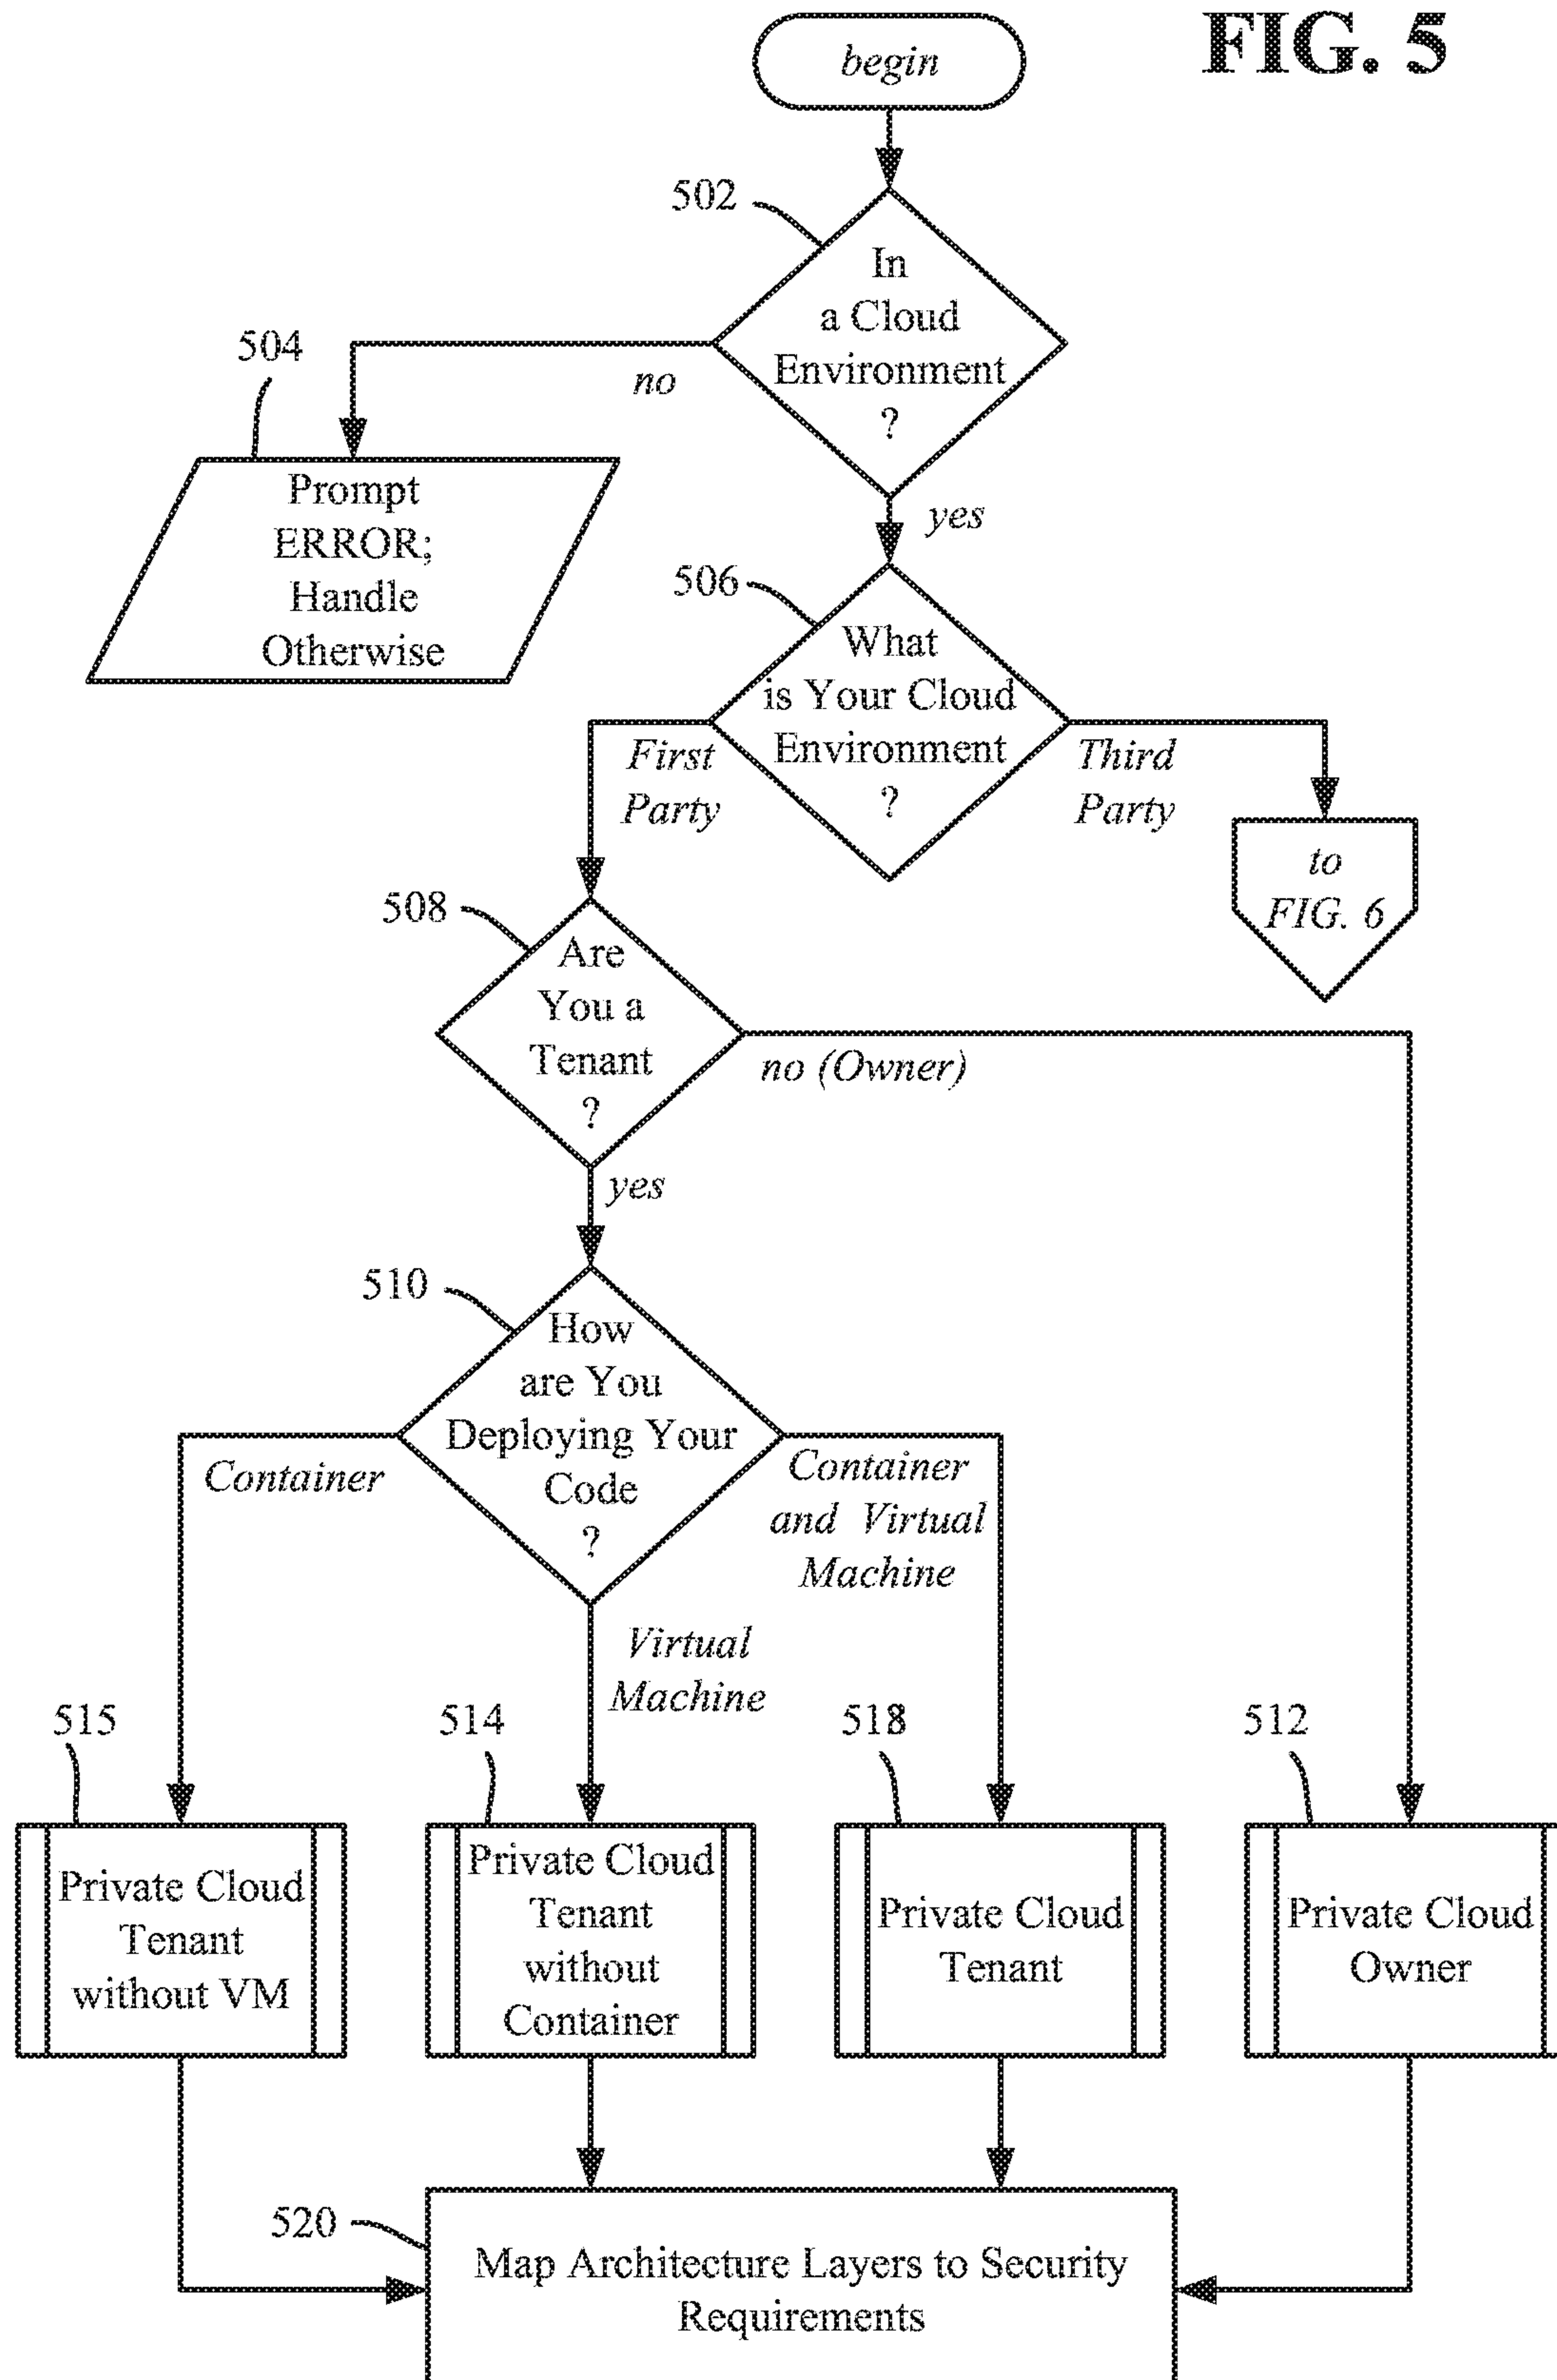 FIG. 5
begin
502
In
a Cloud
Environment
?
504
no
Prompt
ERROR;
Handle
Otherwise
yes
506
What
is Your Cloud
Environment
?
First
Party
Third
Party
to
FIG. 6
508
Are
You a
Tenant
?
no (Owner)
yes
510
How
are You
Deploying Your
Code
?
Container
Container
and Virtual
Machine
Virtual
Machine
515
514
518
512
Private Cloud
Tenant
without VM
Private Cloud
Tenant
without
Container
Private Cloud
Tenant
Private Cloud
Owner
520
Map Architecture Layers to Security
Requirements